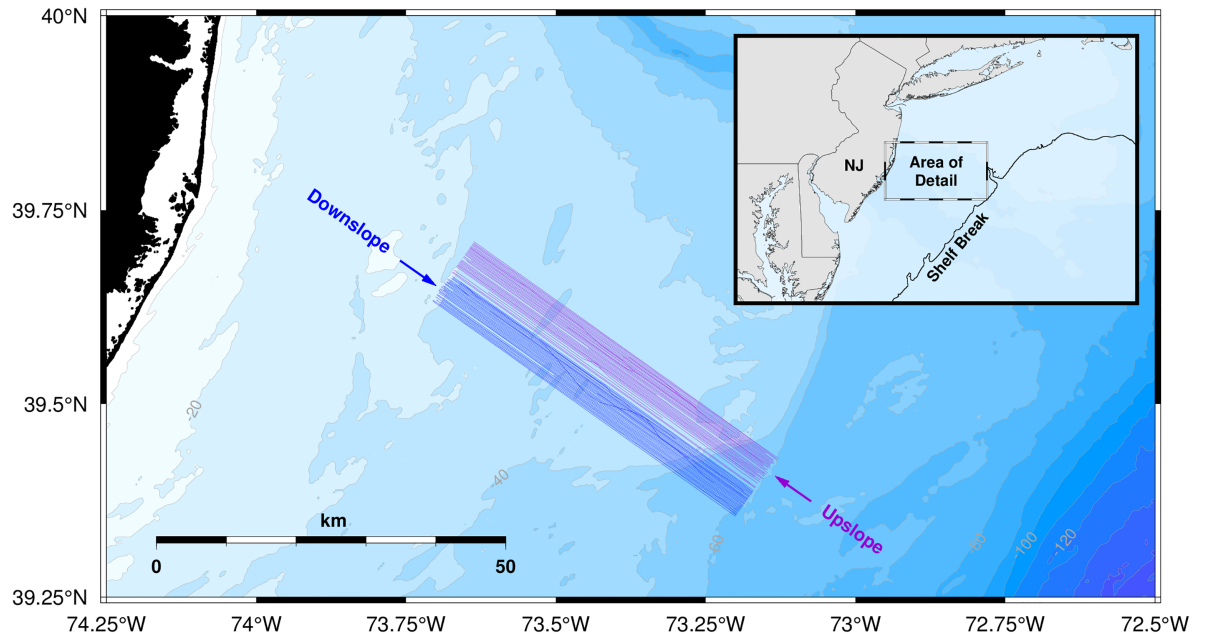 40°N
39.75°N
39.5°N
39.25°N
74.25°W
74°W
73.75°W
73.5°W
73.25°W
73°W
72.75°W
72.5°W
Downslope
Upslope
km
0
50
-20
-40
-60
-80
-100
-120
NJ
Area of
Detail
Shelf Break